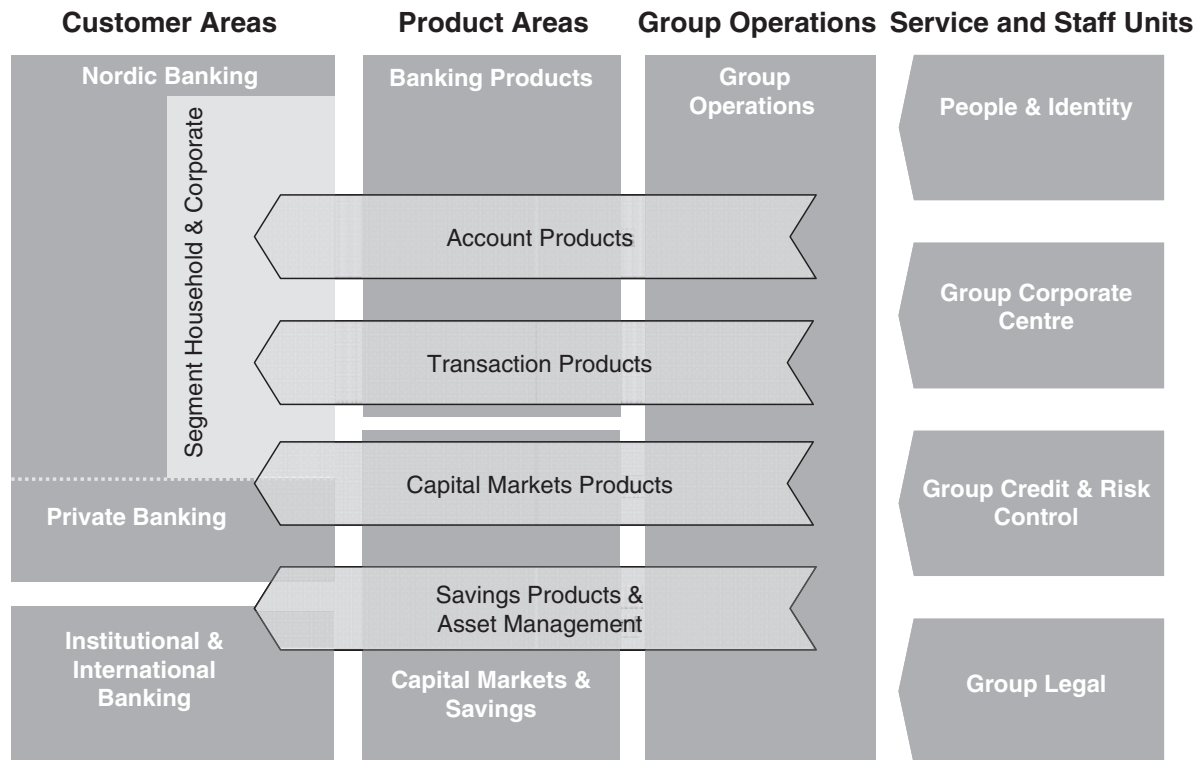 Customer Areas
Product Areas
Group Operations
Service and Staff Units
Nordic Banking
Segment Household & Corporate
Private Banking
Institutional &
International
Banking
Banking Products
Account Products
Transaction Products
Capital Markets Products
Savings Products &
Asset Management
Capital Markets &
Savings
Group
Operations
People & Identity
Group Corporate
Centre
Group Credit & Risk
Control
Group Legal